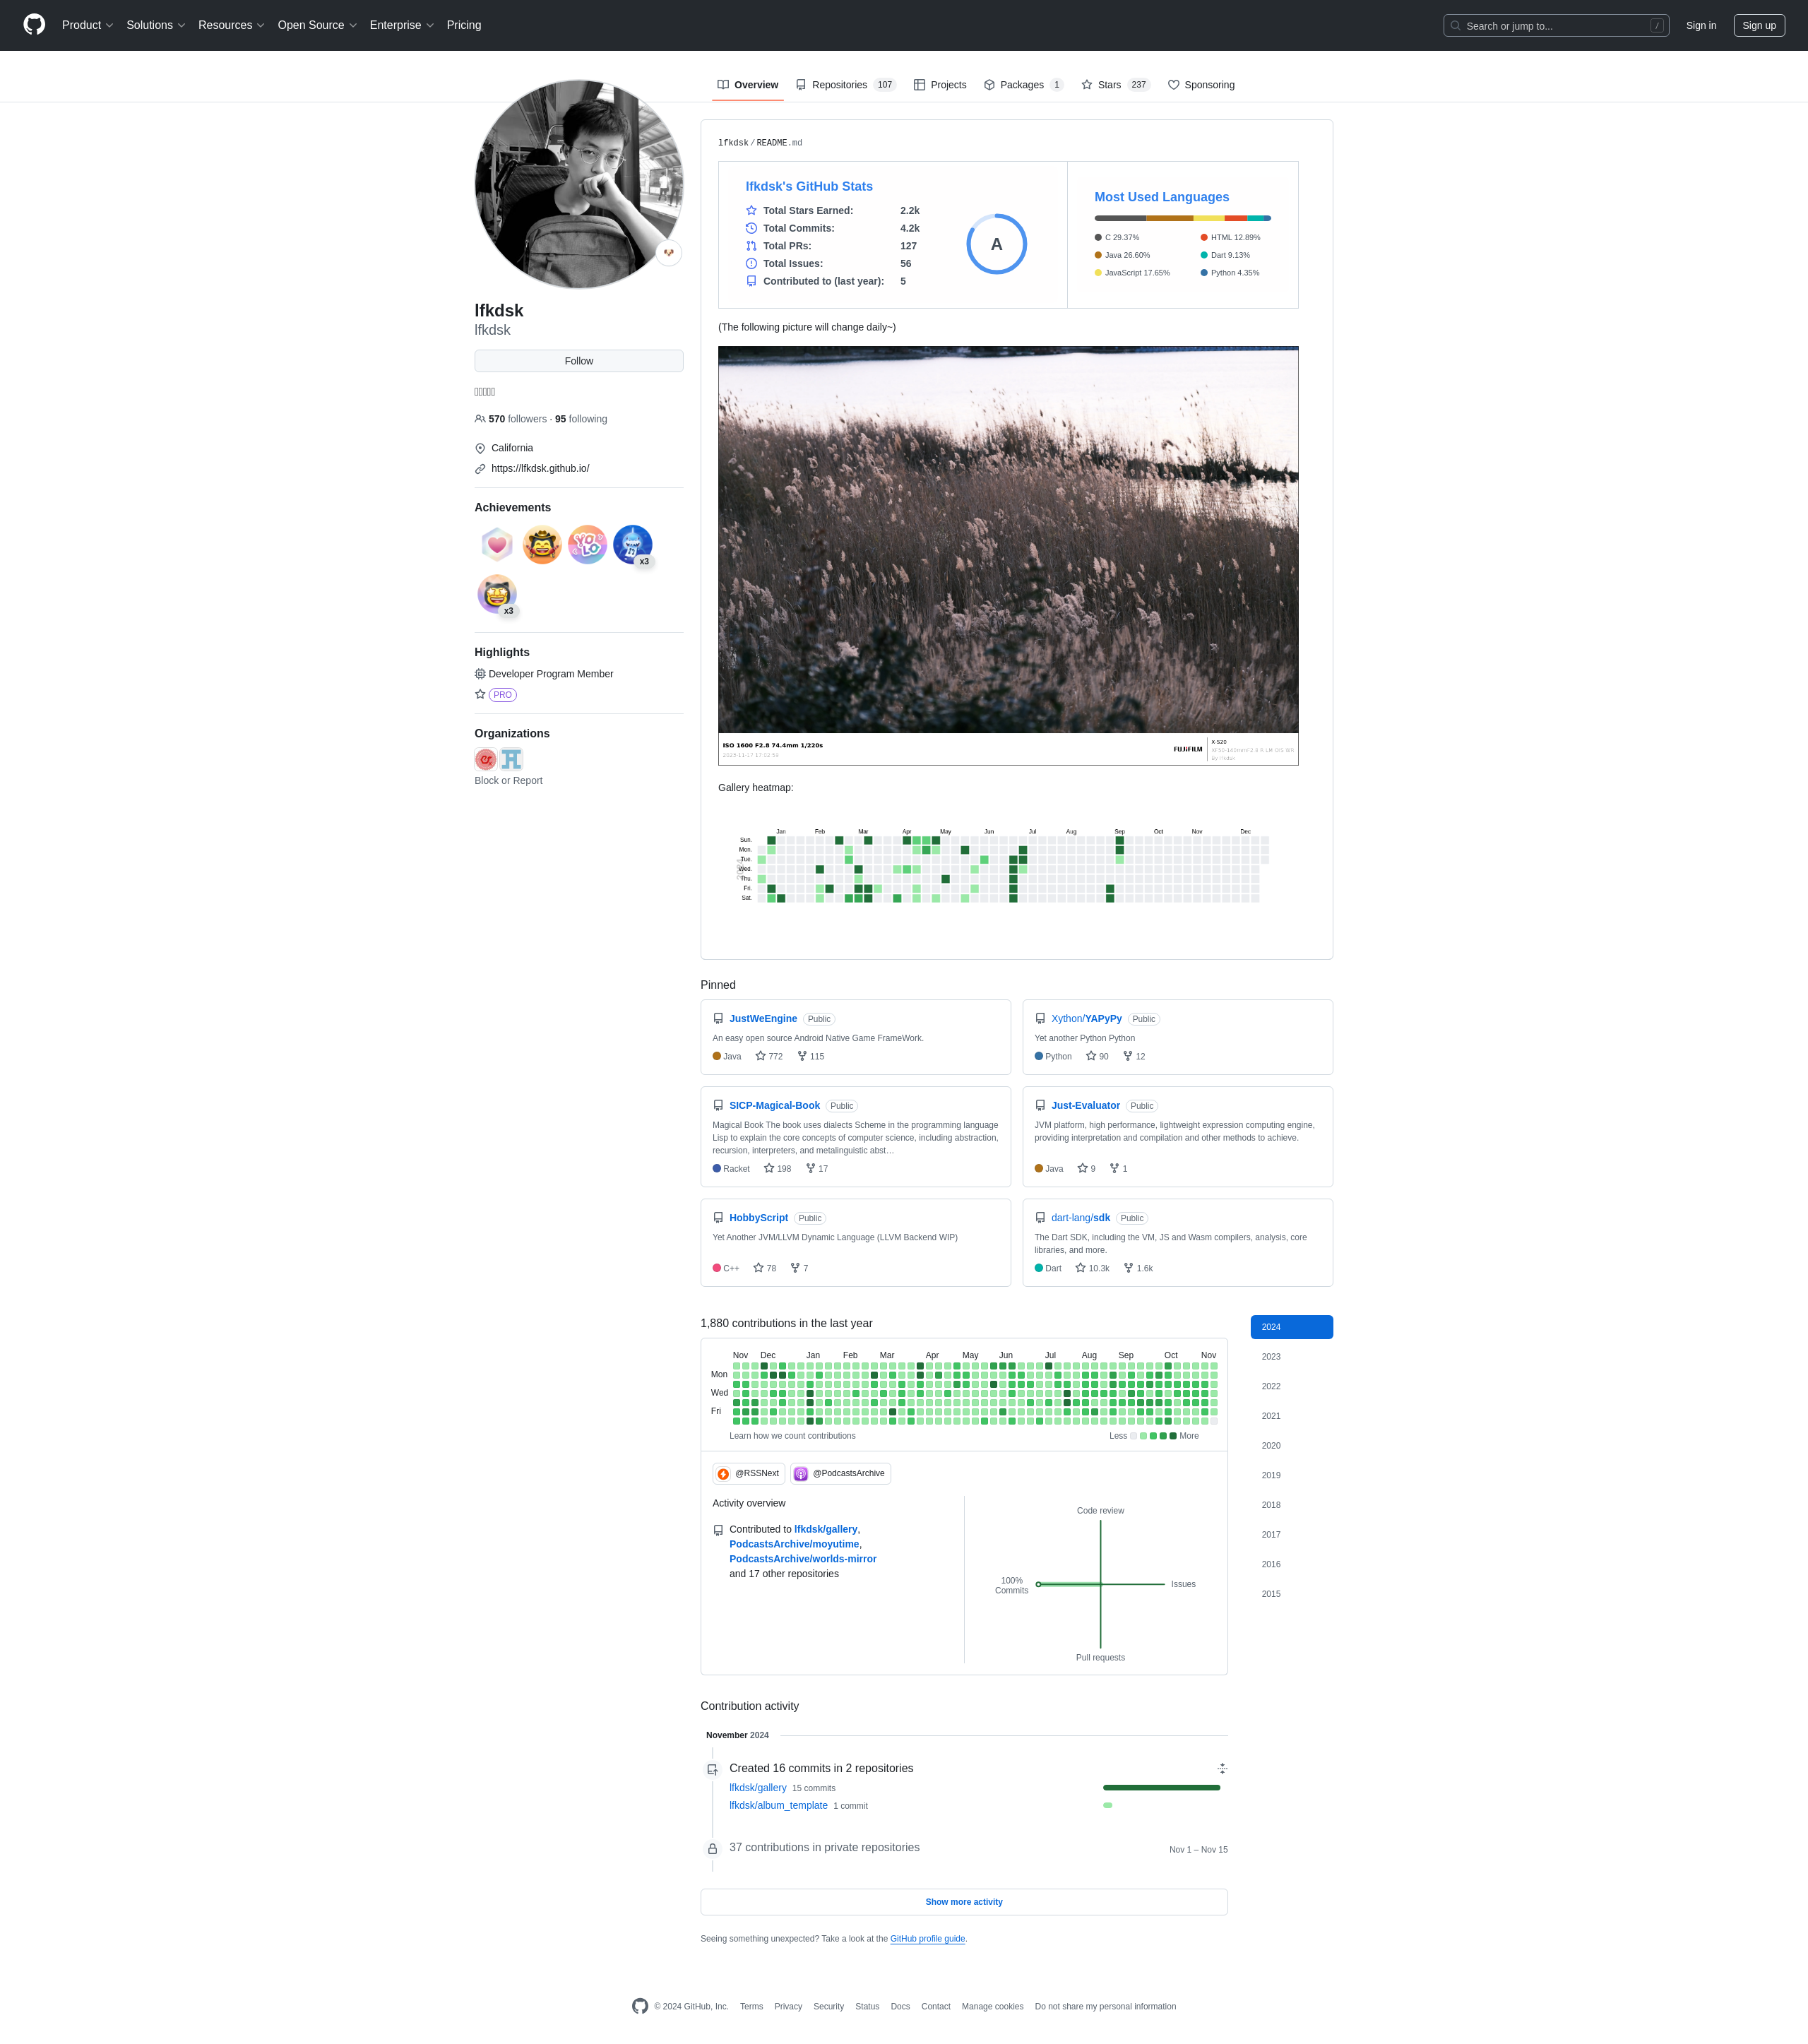 Product
Solutions
Resources
Open Source
Enterprise
Pricing
Search or jump to...
/
Sign in
Sign up
Overview
Repositories 107
Projects
Packages 1
Stars 237
Sponsoring
lfkdsk
lfkdsk
Follow
570 followers · 95 following
California
https://lfkdsk.github.io/
Achievements
x3
x3
Highlights
Developer Program Member
PRO
Organizations
Block or Report
lfkdsk / README.md
lfkdsk's GitHub Stats
Total Stars Earned: 2.2k
Total Commits: 4.2k
Total PRs: 127
Total Issues: 56
Contributed to (last year): 5
A
Most Used Languages
C 29.37%
Java 26.60%
JavaScript 17.65%
HTML 12.89%
Dart 9.13%
Python 4.35%
(The following picture will change daily~)
ISO 1600 F2.8 74.4mm 1/220s
FUJIFILM
X-S20
Gallery heatmap:
Jan Feb Mar Apr May Jun Jul Aug Sep Oct Nov Dec
Sun.
Mon.
Tue.
Wed.
Thu.
Fri.
Sat.
Pinned
JustWeEngine Public
An easy open source Android Native Game FrameWork.
Java 772 115
Xython/YAPyPy Public
Yet another Python Python
Python 90 12
SICP-Magical-Book Public
Magical Book The book uses dialects Scheme in the programming language
Lisp to explain the core concepts of computer science, including abstraction,
recursion, interpreters, and metalinguistic abst…
Racket 198 17
Just-Evaluator Public
JVM platform, high performance, lightweight expression computing engine,
providing interpretation and compilation and other methods to achieve.
Java 9 1
HobbyScript Public
Yet Another JVM/LLVM Dynamic Language (LLVM Backend WIP)
C++ 78 7
dart-lang/sdk Public
The Dart SDK, including the VM, JS and Wasm compilers, analysis, core
libraries, and more.
Dart 10.3k 1.6k
1,880 contributions in the last year
Nov Dec Jan Feb Mar Apr May Jun Jul Aug Sep Oct Nov
Mon
Wed
Fri
Learn how we count contributions
Less More
@RSSNext
@PodcastsArchive
Activity overview
Contributed to lfkdsk/gallery,
PodcastsArchive/moyutime,
PodcastsArchive/worlds-mirror
and 17 other repositories
Code review
100%
Commits
Issues
Pull requests
2024
2023
2022
2021
2020
2019
2018
2017
2016
2015
Contribution activity
November 2024
Created 16 commits in 2 repositories
lfkdsk/gallery 15 commits
lfkdsk/album_template 1 commit
37 contributions in private repositories
Nov 1 – Nov 15
Show more activity
Seeing something unexpected? Take a look at the GitHub profile guide.
© 2024 GitHub, Inc.
Terms
Privacy
Security
Status
Docs
Contact
Manage cookies
Do not share my personal information